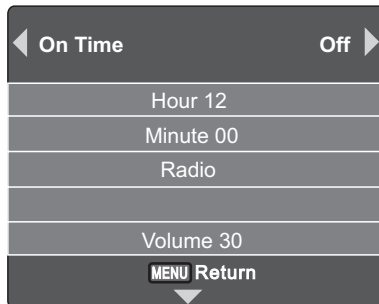 On Time Off
Hour 12
Minute 00
Radio
Volume 30
MENU Return